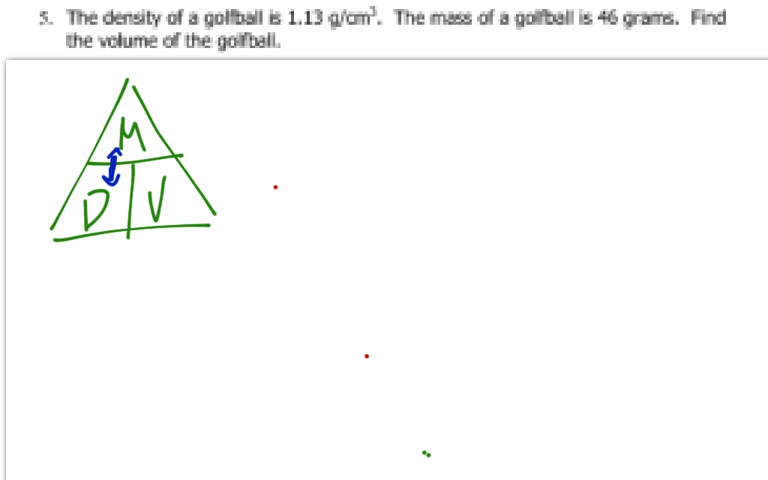 5. The density of a golfball is 1.13 g/cm³. The mass of a golfball is 46 grams. Find
the volume of the golfball.
M
D V